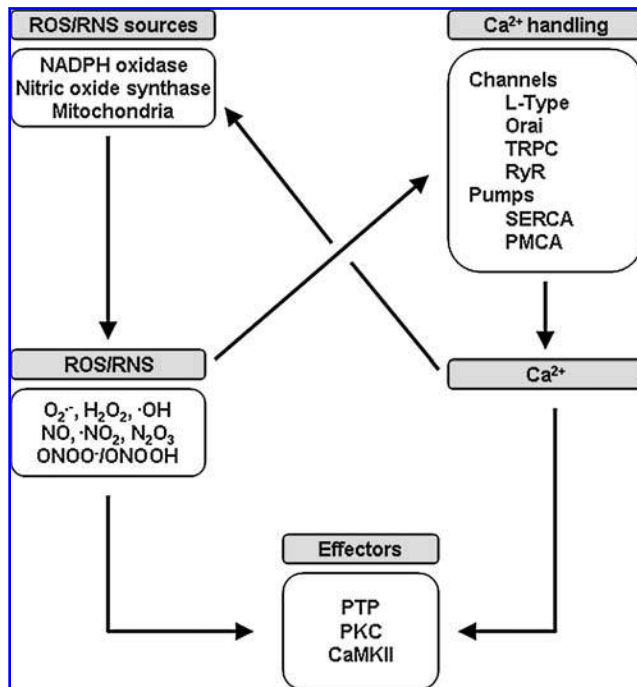 ROS/RNS sources
NADPH oxidase
Nitric oxide synthase
Mitochondria
Ca²⁺ handling
Channels
L-Type
Orai
TRPC
RyR
Pumps
SERCA
PMCA
ROS/RNS
O₂·⁻, H₂O₂, ·OH
NO, ·NO₂, N₂O₃
ONOO⁻/ONOOH
Ca²⁺
Effectors
PTP
PKC
CaMKII